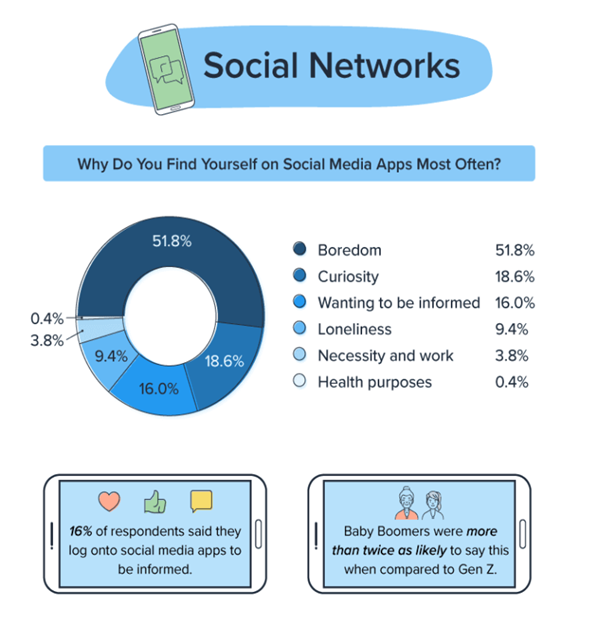 Social Networks
Why Do You Find Yourself on Social Media Apps Most Often?
51.8%
0.4%
3.8%
9.4%
16.0%
18.6%
Boredom 51.8%
Curiosity 18.6%
Wanting to be informed 16.0%
Loneliness 9.4%
Necessity and work 3.8%
Health purposes 0.4%
16% of respondents said they
log onto social media apps to
be informed.
Baby Boomers were more
than twice as likely to say this
when compared to Gen Z.